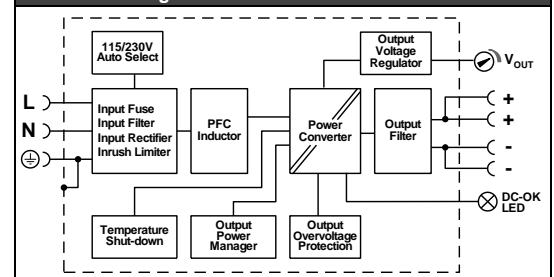 115/230V
Auto Select
Output
Voltage
Regulator
V OUT
L
N
Input Fuse
Input Filter
Input Rectifier
Inrush Limiter
PFC
Inductor
Power
Converter
Output
Filter
+
+
-
-
DC-OK
LED
Temperature
Shut-down
Output
Power
Manager
Output
Overvoltage
Protection